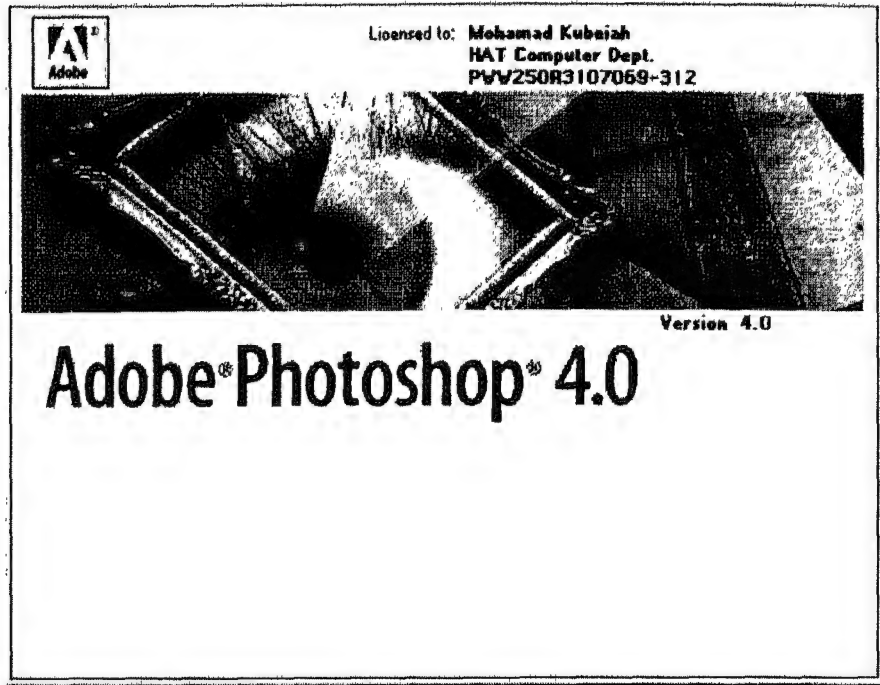 Adobe®
Licensed to: Mohamad Kubaiah
HAT Computer Dept.
PWW250R3107069-312
Version 4.0
Adobe® Photoshop® 4.0